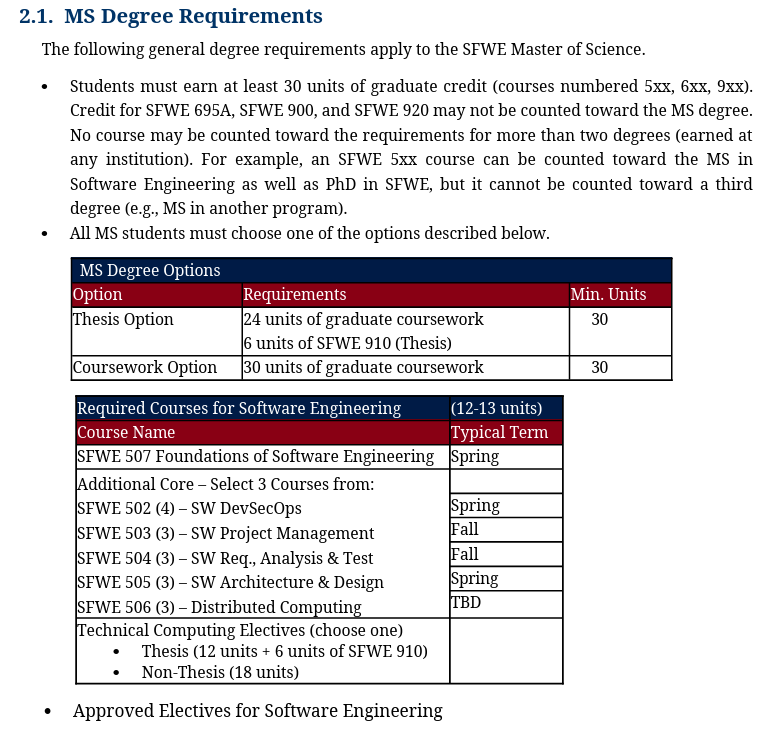 2.1. MS Degree Requirements
The following general degree requirements apply to the SFWE Master of Science.
• Students must earn at least 30 units of graduate credit (courses numbered 5xx, 6xx, 9xx).
Credit for SFWE 695A, SFWE 900, and SFWE 920 may not be counted toward the MS degree.
No course may be counted toward the requirements for more than two degrees (earned at
any institution). For example, an SFWE 5xx course can be counted toward the MS in
Software Engineering as well as PhD in SFWE, but it cannot be counted toward a third
degree (e.g., MS in another program).
• All MS students must choose one of the options described below.
MS Degree Options
Option Requirements Min. Units
Thesis Option 24 units of graduate coursework 30
6 units of SFWE 910 (Thesis)
Coursework Option 30 units of graduate coursework 30
Required Courses for Software Engineering (12-13 units)
Course Name Typical Term
SFWE 507 Foundations of Software Engineering Spring
Additional Core – Select 3 Courses from:
SFWE 502 (4) – SW DevSecOps Spring
SFWE 503 (3) – SW Project Management Fall
SFWE 504 (3) – SW Req., Analysis & Test Fall
SFWE 505 (3) – SW Architecture & Design Spring
SFWE 506 (3) – Distributed Computing TBD
Technical Computing Electives (choose one)
• Thesis (12 units + 6 units of SFWE 910)
• Non-Thesis (18 units)
• Approved Electives for Software Engineering